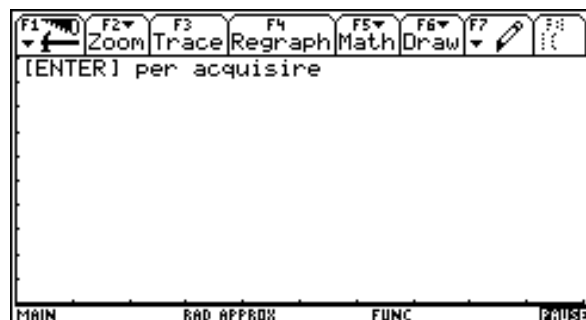 F1 F2 F3 F4 F5 F6 F7
Zoom Trace Regraph Math Draw
[ENTER] per acquisire
MAIN RAD APPROX FUNC PAUSE